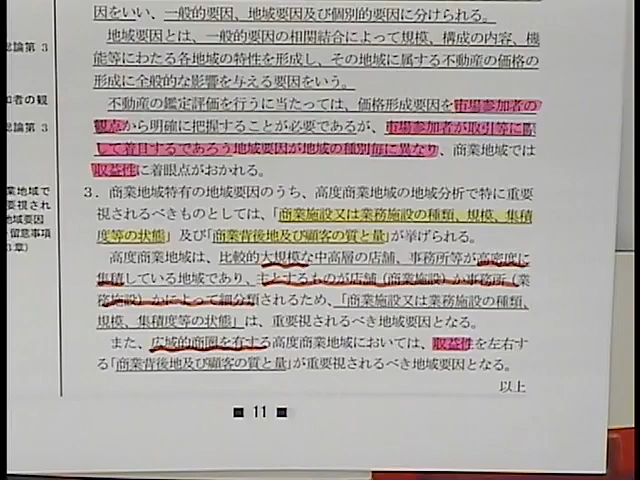 因をいい、一般的要因、地域要因及び個別的要因に分けられる。
地域要因とは、一般的要因の相関結合によって規模、構成の内容、機
能等にわたる各地域の特性を形成し、その地域に属する不動産の価格の
形成に全般的な影響を与える要因をいう。
不動産の鑑定評価を行うに当たっては、価格形成要因を市場参加者の
観点から明確に把握することが必要であるが、市場参加者が取引等に際
して着目するであろう地域要因が地域の種別毎に異なり、商業地域では
収益性に着眼点がおかれる。
3．商業地域特有の地域要因のうち、高度商業地域の地域分析で特に重要
視されるべきものとしては、「商業施設又は業務施設の種類、規模、集積
度等の状態」及び「商業背後地及び顧客の質と量」が挙げられる。
高度商業地域は、比較的大規模な中高層の店舗、事務所等が高密度に
集積している地域であり、主とするものが店舗（商業施設）か事務所（業
務施設）かによって細分類されるため、「商業施設又は業務施設の種類、
規模、集積度等の状態」は、重要視されるべき地域要因となる。
また、広域的商圏を有する高度商業地域においては、収益性を左右す
る「商業背後地及び顧客の質と量」が重要視されるべき地域要因となる。
以上
■ 11 ■
総論第 3
加者の観
総論第 3
業地域で
要視され
地域要因
留意事項
3 章）